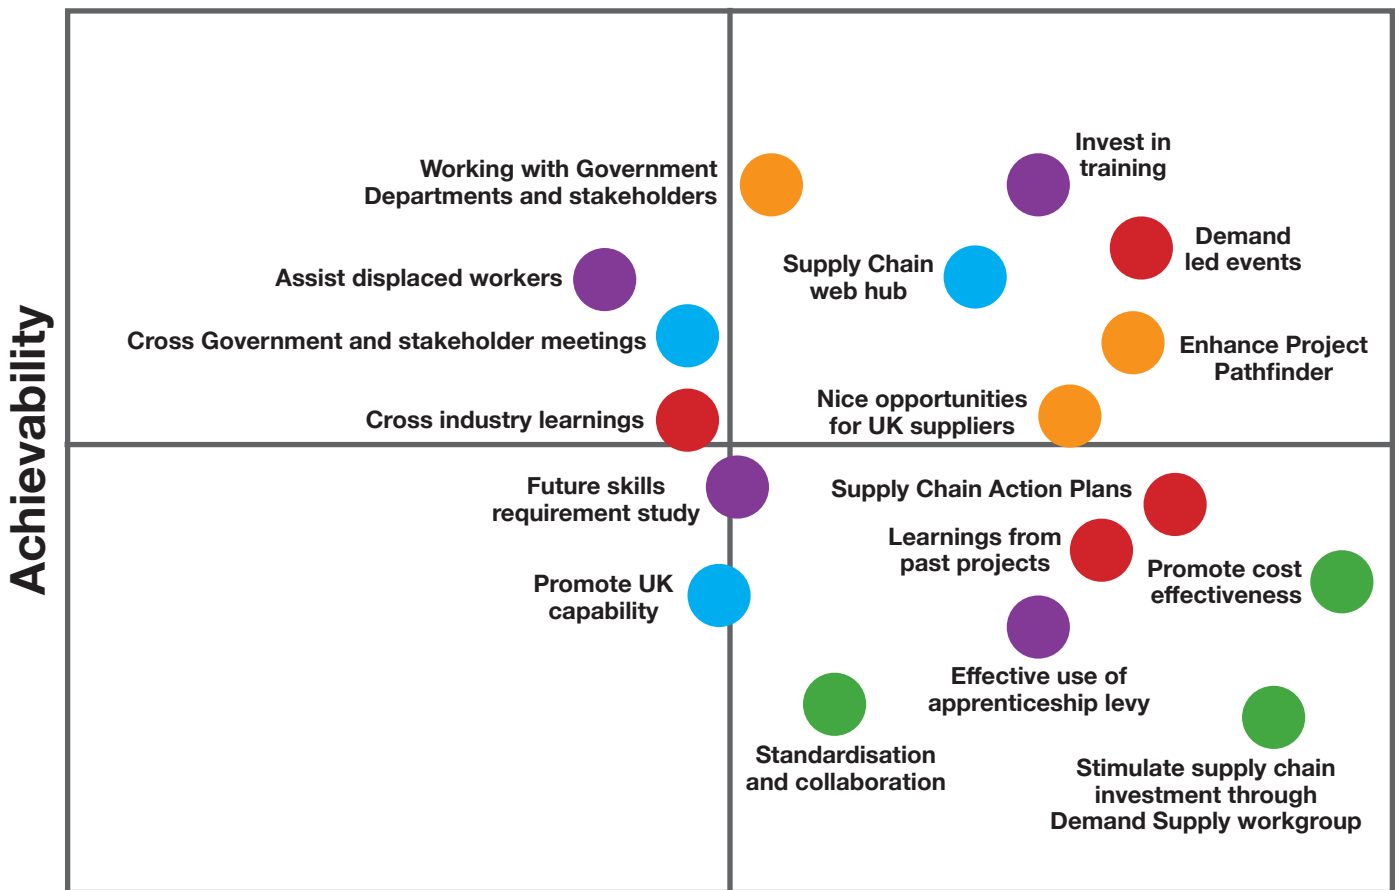 Achievability
Working with Government
Departments and stakeholders
Invest in
training
Demand
led events
Supply Chain
web hub
Assist displaced workers
Cross Government and stakeholder meetings
Enhance Project
Pathfinder
Nice opportunities
for UK suppliers
Cross industry learnings
Future skills
requirement study
Supply Chain Action Plans
Learnings from
past projects
Promote cost
effectiveness
Promote UK
capability
Effective use of
apprenticeship levy
Standardisation
and collaboration
Stimulate supply chain
investment through
Demand Supply workgroup